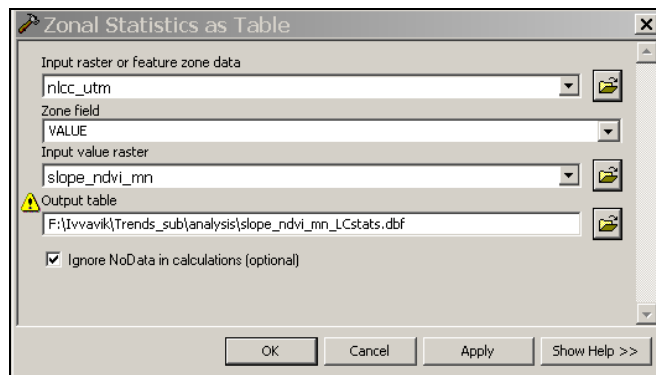 Zonal Statistics as Table
Input raster or feature zone data
nlcc_utm
Zone field
VALUE
Input value raster
slope_ndvi_mn
Output table
F:\Ivvavik\Trends_sub\analysis\slope_ndvi_mn_LCstats.dbf
Ignore NoData in calculations (optional)
OK Cancel Apply Show Help >>